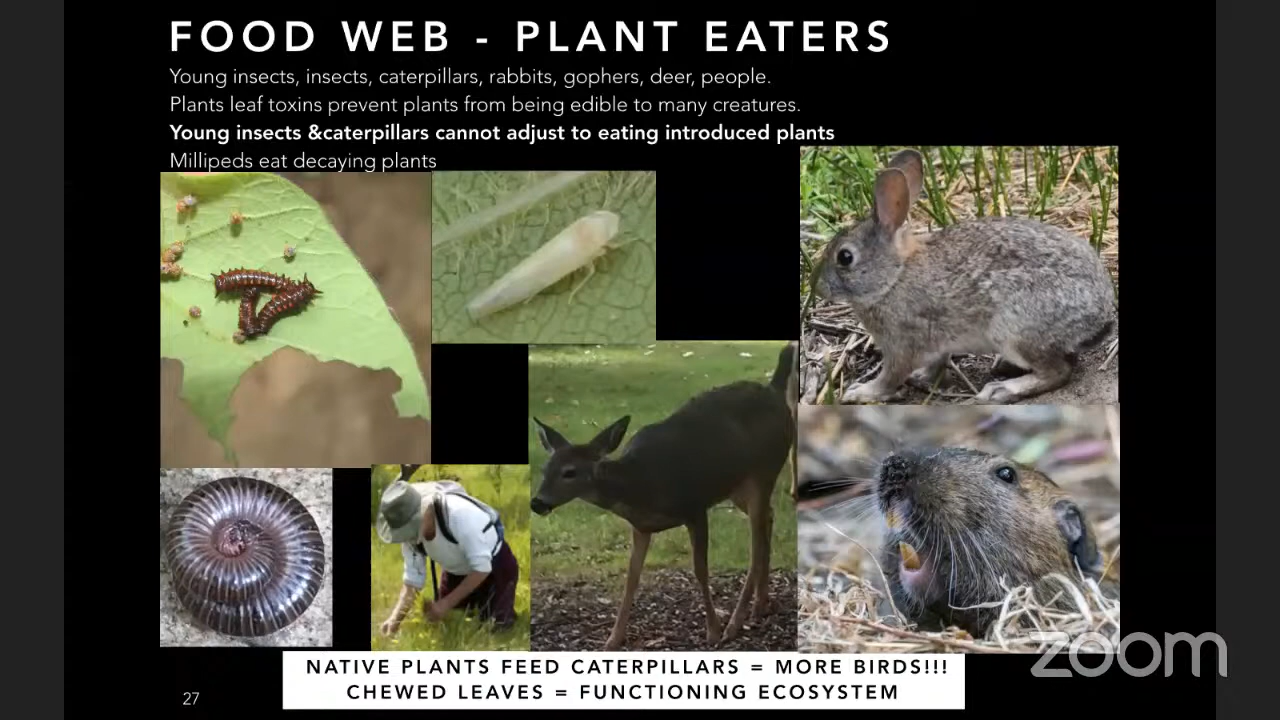 FOOD WEB - PLANT EATERS
Young insects, insects, caterpillars, rabbits, gophers, deer, people.
Plants leaf toxins prevent plants from being edible to many creatures.
Young insects &caterpillars cannot adjust to eating introduced plants
Millipeds eat decaying plants
NATIVE PLANTS FEED CATERPILLARS = MORE BIRDS!!!
CHEWED LEAVES = FUNCTIONING ECOSYSTEM
27
zoom